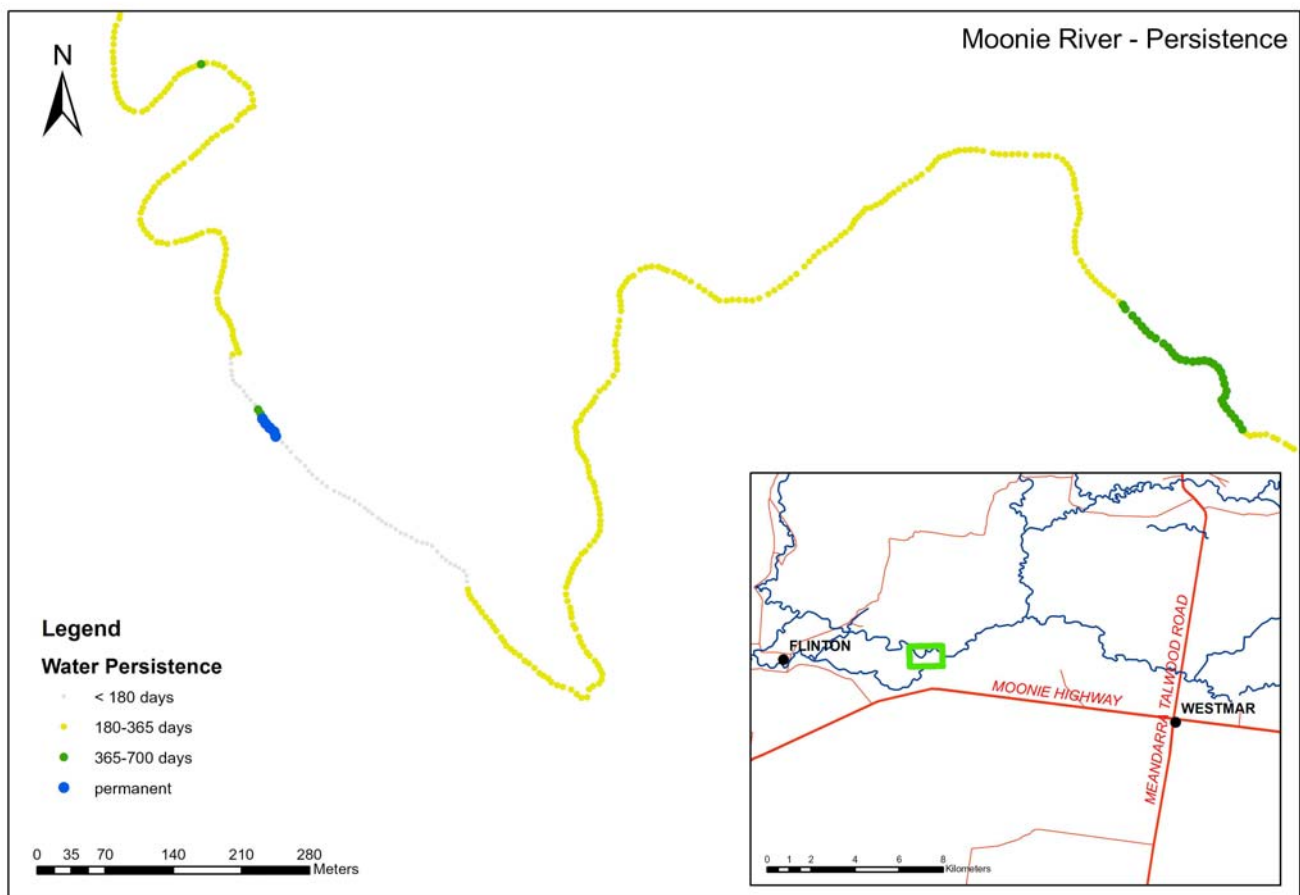 Moonie River - Persistence
N
Legend
Water Persistence
< 180 days
180-365 days
365-700 days
permanent
0 35 70 140 210 280
Meters
FLINTON
MOONIE HIGHWAY
MEANDARRA TALWOOD ROAD
WESTMAR
0 1 2 4 6 8
Kilometers